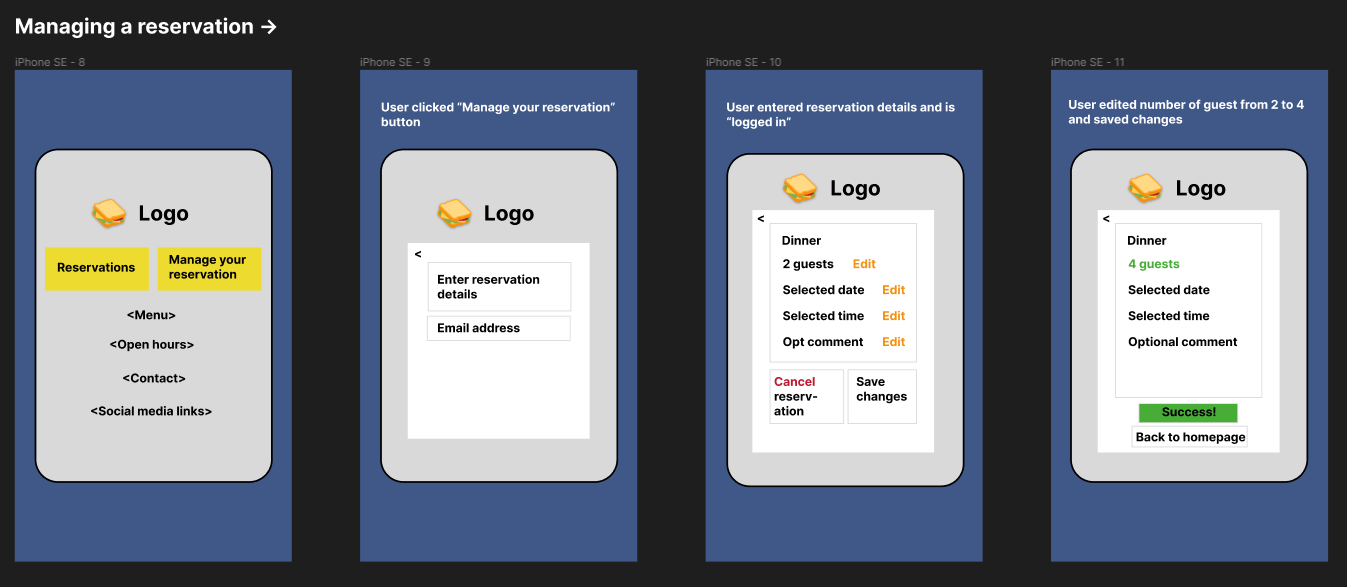 Managing a reservation →
iPhone SE - 8
Logo
Reservations
Manage your
reservation
<Menu>
<Open hours>
<Contact>
<Social media links>
iPhone SE - 9
User clicked “Manage your reservation”
button
Logo
<
Enter reservation
details
Email address
iPhone SE - 10
User entered reservation details and is
“logged in”
Logo
<
Dinner
2 guests Edit
Selected date Edit
Selected time Edit
Opt comment Edit
Cancel
reserv-
ation
Save
changes
iPhone SE - 11
User edited number of guest from 2 to 4
and saved changes
Logo
<
Dinner
4 guests
Selected date
Selected time
Optional comment
Success!
Back to homepage